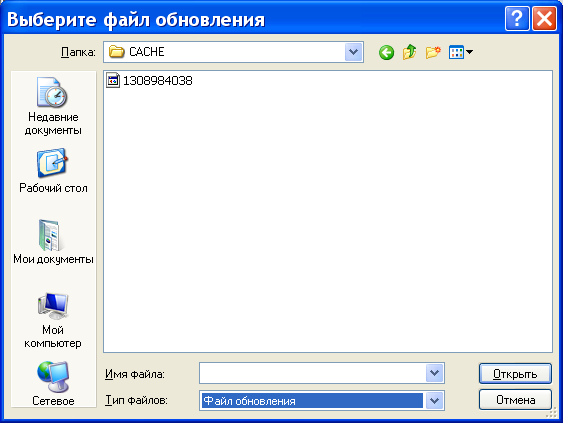 Выберите файл обновления
Папка: CACHE
1308984038
Недавние
документы
Рабочий стол
Мои документы
Мой
компьютер
Сетевое
Имя файла:
Открыть
Тип файлов: Файл обновления
Отмена